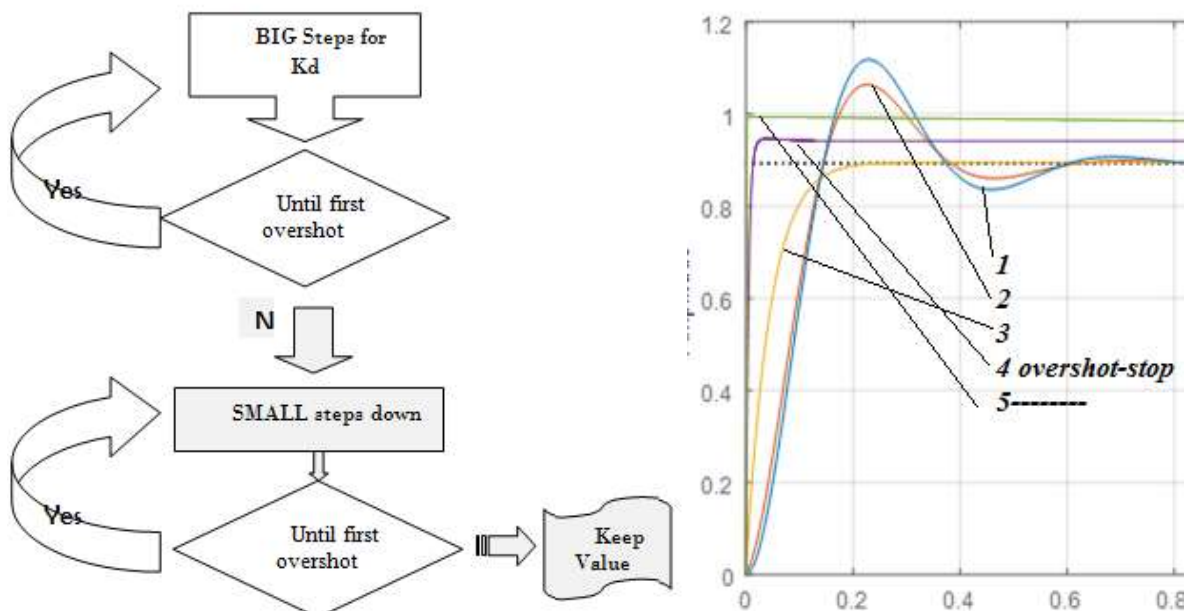 BIG Steps for
Kd
Until first
overshot
Yes
N
SMALL steps down
Until first
overshot
Yes
Keep
Value
1.2
1
0.8
0.6
0.4
0.2
0
0
0.2
0.4
0.6
0.8
1
2
3
4 overshot-stop
5--------